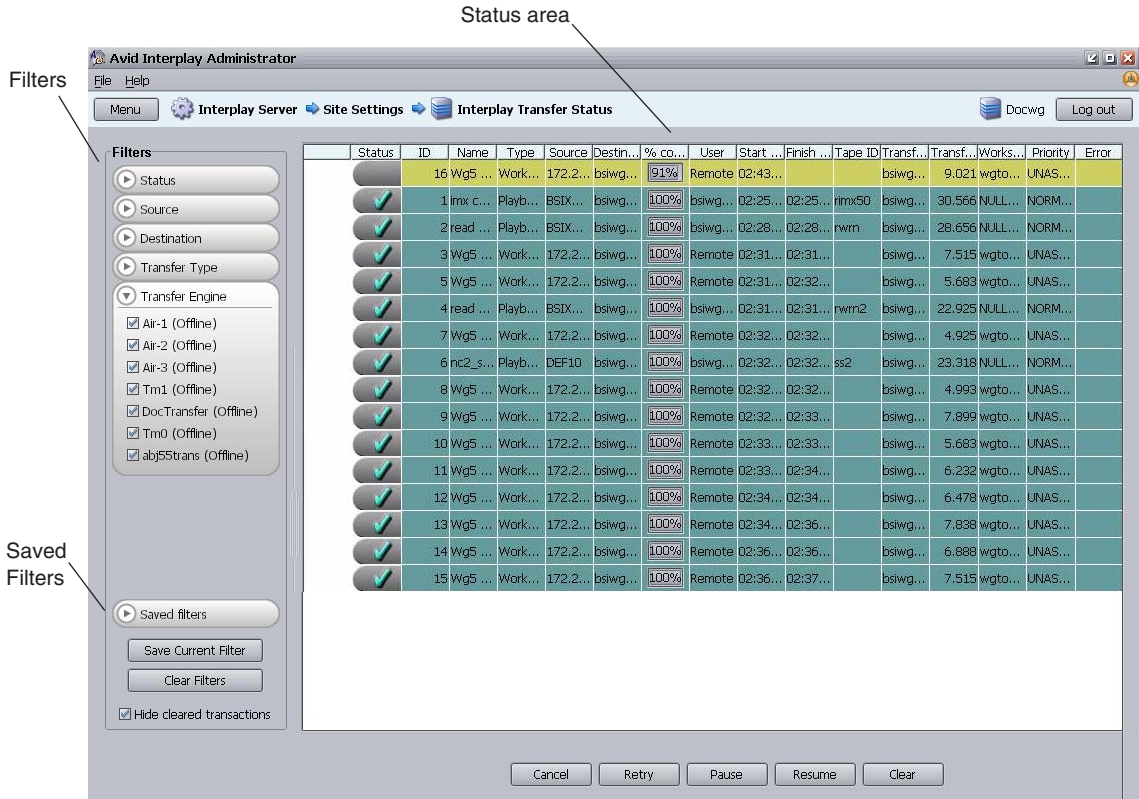 Status area
Filters
Saved
Filters
Avid Interplay Administrator
File Help
Menu Interplay Server Site Settings Interplay Transfer Status Docwg Log out
Filters
Status
Source
Destination
Transfer Type
Transfer Engine
Air-1 (Offline)
Air-2 (Offline)
Air-3 (Offline)
Tm1 (Offline)
DocTransfer (Offline)
Tm0 (Offline)
abj55trans (Offline)
Saved filters
Save Current Filter
Clear Filters
Hide cleared transactions
Status ID Name Type Source Destin... % co... User Start ... Finish ... Tape ID Transf... Transf... Works... Priority Error
16 Wg5 ... Work... 172.2... bsiwg... 91% Remote 02:43... bsiwg... 9.021 wgto... UNAS...
1 imx c... Playb... BSIX... bsiwg... 100% bsiwg... 02:25... 02:25... rimx50 bsiwg... 30.566 NULL... NORM...
2 read ... Playb... BSIX... bsiwg... 100% bsiwg... 02:28... 02:28... rwrn bsiwg... 28.656 NULL... NORM...
3 Wg5 ... Work... 172.2... bsiwg... 100% Remote 02:31... 02:31... bsiwg... 7.515 wgto... UNAS...
5 Wg5 ... Work... 172.2... bsiwg... 100% Remote 02:31... 02:32... bsiwg... 5.683 wgto... UNAS...
4 read ... Playb... BSIX... bsiwg... 100% bsiwg... 02:31... 02:31... rwrn2 bsiwg... 22.925 NULL... NORM...
7 Wg5 ... Work... 172.2... bsiwg... 100% Remote 02:32... 02:32... bsiwg... 4.925 wgto... UNAS...
6 nc2_s... Playb... DEF10 bsiwg... 100% bsiwg... 02:32... 02:32... ss2 bsiwg... 23.318 NULL... NORM...
8 Wg5 ... Work... 172.2... bsiwg... 100% Remote 02:32... 02:32... bsiwg... 4.993 wgto... UNAS...
9 Wg5 ... Work... 172.2... bsiwg... 100% Remote 02:32... 02:33... bsiwg... 7.899 wgto... UNAS...
10 Wg5 ... Work... 172.2... bsiwg... 100% Remote 02:33... 02:33... bsiwg... 5.683 wgto... UNAS...
11 Wg5 ... Work... 172.2... bsiwg... 100% Remote 02:33... 02:34... bsiwg... 6.232 wgto... UNAS...
12 Wg5 ... Work... 172.2... bsiwg... 100% Remote 02:34... 02:34... bsiwg... 6.478 wgto... UNAS...
13 Wg5 ... Work... 172.2... bsiwg... 100% Remote 02:34... 02:36... bsiwg... 7.838 wgto... UNAS...
14 Wg5 ... Work... 172.2... bsiwg... 100% Remote 02:36... 02:36... bsiwg... 6.888 wgto... UNAS...
15 Wg5 ... Work... 172.2... bsiwg... 100% Remote 02:36... 02:37... bsiwg... 7.515 wgto... UNAS...
Cancel Retry Pause Resume Clear